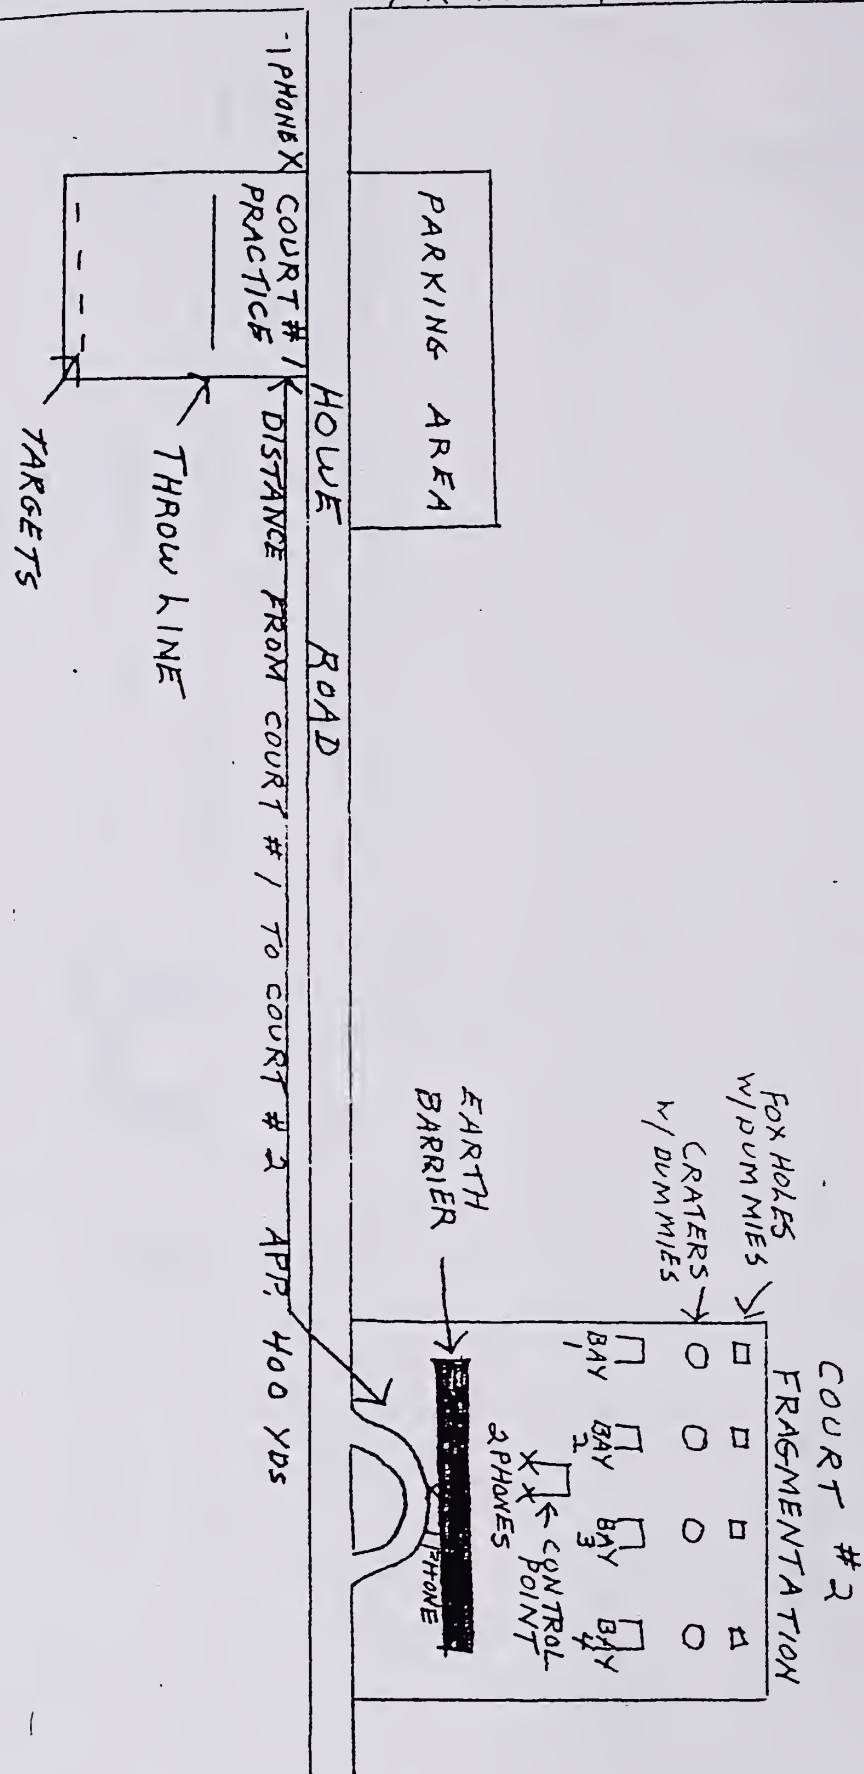 COURT #2
FRAGMENTATION
FOX HOLES
W/DUMMIES
CRATERS
W/ DUMMIES
BAY
1
BAY
2
BAY
3
BAY
4
CONTROL
POINT
2 PHONES
EARTH
BARRIER
1 PHONE
PARKING AREA
HOWE ROAD
-1 PHONE X
COURT #1
PRACTICE
DISTANCE FROM COURT #1 TO COURT #2 APP. 400 YDS
THROW LINE
TARGETS